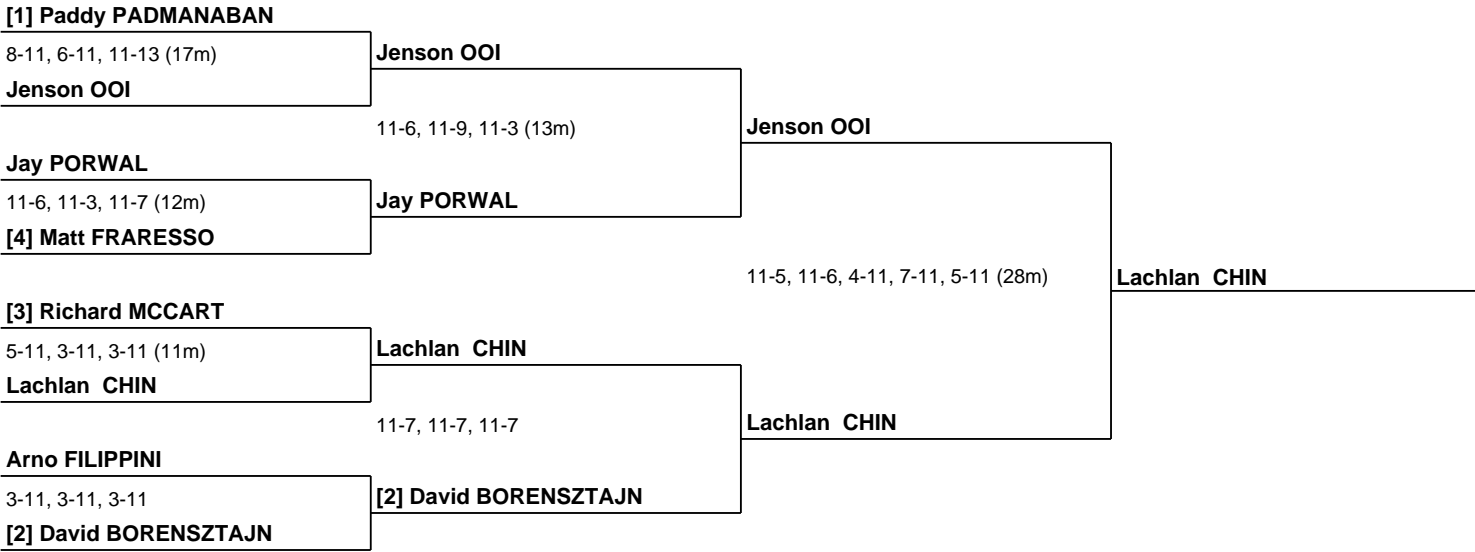 [1] Paddy PADMANABAN
8-11, 6-11, 11-13 (17m)
Jenson OOI
Jenson OOI
11-6, 11-9, 11-3 (13m)
Jenson OOI
Jay PORWAL
11-6, 11-3, 11-7 (12m)
Jay PORWAL
[4] Matt FRARESSO
11-5, 11-6, 4-11, 7-11, 5-11 (28m)
Lachlan CHIN
[3] Richard MCCART
5-11, 3-11, 3-11 (11m)
Lachlan CHIN
Lachlan CHIN
11-7, 11-7, 11-7
Lachlan CHIN
Arno FILIPPINI
3-11, 3-11, 3-11
[2] David BORENSZTAJN
[2] David BORENSZTAJN